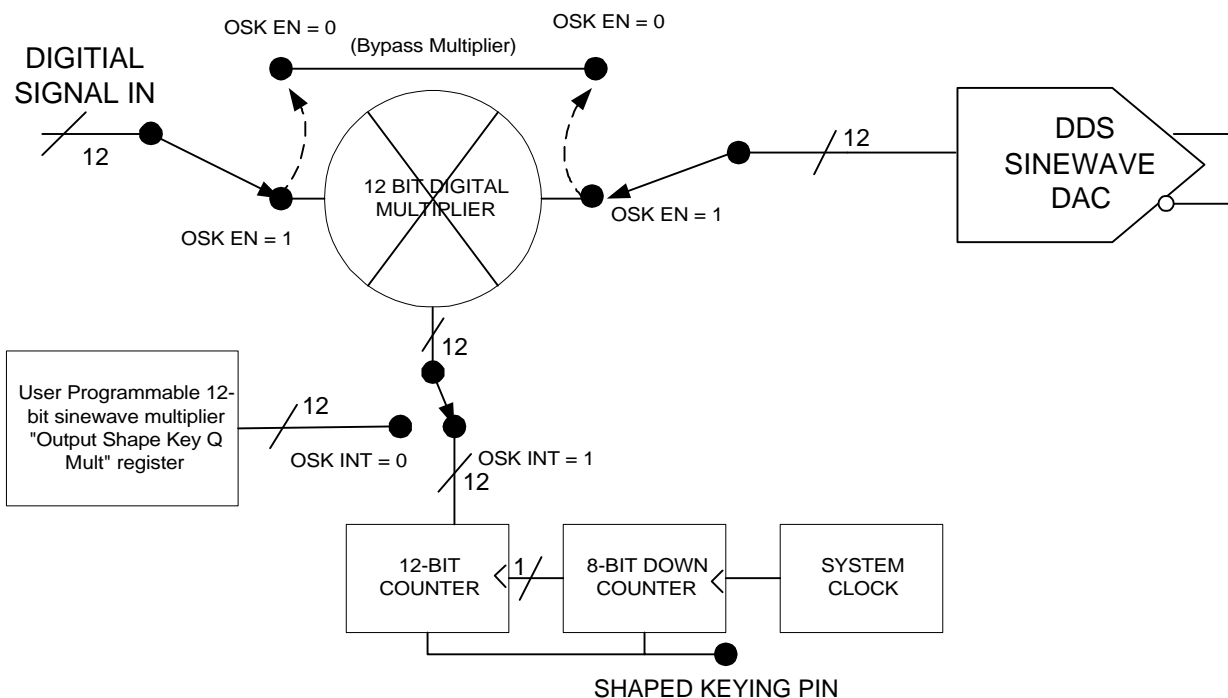 OSK EN = 0
OSK EN = 0
(Bypass Multiplier)
DIGITIAL
SIGNAL IN
12
12
DDS
SINEWAVE
DAC
12 BIT DIGITAL
MULTIPLIER
OSK EN = 1
OSK EN = 1
12
User Programmable 12-
bit sinewave multiplier
"Output Shape Key Q
Mult" register
12
OSK INT = 0
OSK INT = 1
12
12-BIT
COUNTER
1
8-BIT DOWN
COUNTER
SYSTEM
CLOCK
SHAPED KEYING PIN